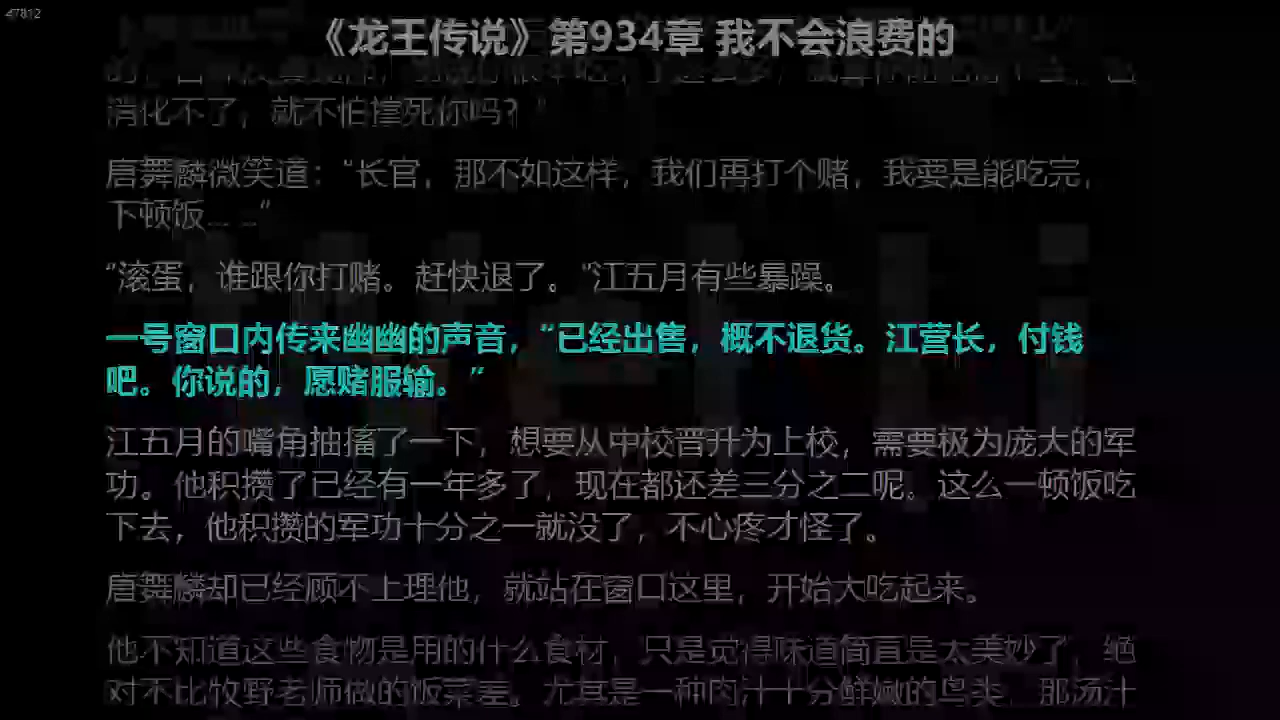 47812
《龙王传说》第934章 我不会浪费的
消化不了，就不怕撑死你吗？”
唐舞麟微笑道：“长官，那不如这样，我们再打个赌，我要是能吃完，
下顿饭……”
“滚蛋，谁跟你打赌。赶快退了。”江五月有些暴躁。
一号窗口内传来幽幽的声音，“已经出售，概不退货。江营长，付钱
吧。你说的，愿赌服输。”
江五月的嘴角抽搐了一下，想要从中校晋升为上校，需要极为庞大的军
功。他积攒了已经有一年多了，现在都还差三分之二呢。这么一顿饭吃
下去，他积攒的军功十分之一就没了，不心疼才怪了。
唐舞麟却已经顾不上理他，就站在窗口这里，开始大吃起来。
他不知道这些食物是用的什么食材，只是觉得味道简直是太美妙了，绝
对不比牧野老师做的饭菜差。尤其是一种肉汁十分鲜嫩的鸟类，那汤汁